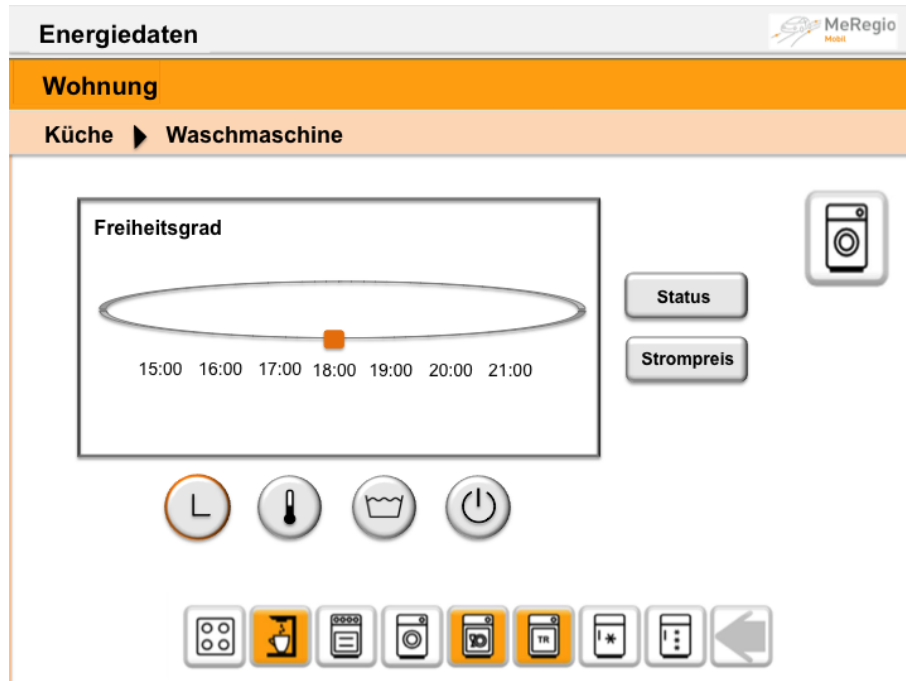 Energiedaten
MeRegio
Mobil
Wohnung
Küche Waschmaschine
Freiheitsgrad
15:00 16:00 17:00 18:00 19:00 20:00 21:00
Status
Strompreis
TR